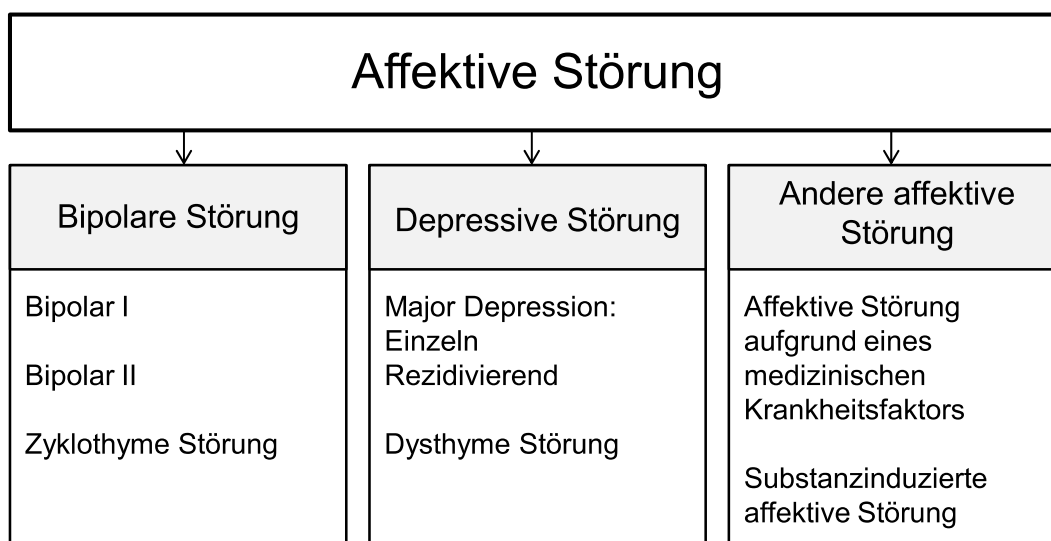 Affektive Störung
Bipolare Störung
Bipolar I
Bipolar II
Zyklothyme Störung
Depressive Störung
Major Depression:
Einzeln
Rezidivierend
Dysthyme Störung
Andere affektive
Störung
Affektive Störung
aufgrund eines
medizinischen
Krankheitsfaktors
Substanzinduzierte
affektive Störung